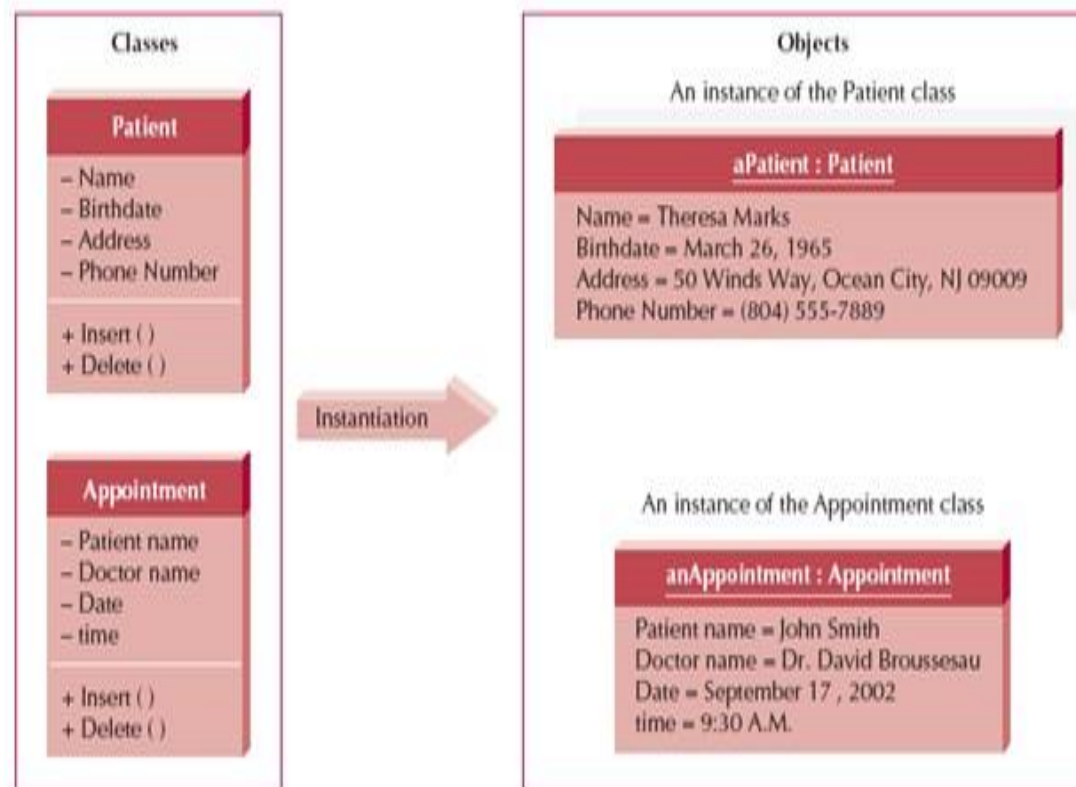 Classes
Patient
– Name
– Birthdate
– Address
– Phone Number
+ Insert ( )
+ Delete ( )
Appointment
– Patient name
– Doctor name
– Date
– time
+ Insert ( )
+ Delete ( )
Instantiation
Objects
An instance of the Patient class
aPatient : Patient
Name = Theresa Marks
Birthdate = March 26, 1965
Address = 50 Winds Way, Ocean City, NJ 09009
Phone Number = (804) 555-7889
An instance of the Appointment class
anAppointment : Appointment
Patient name = John Smith
Doctor name = Dr. David Broussesau
Date = September 17 , 2002
time = 9:30 A.M.